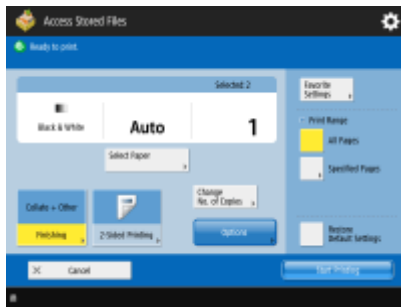 Access Stored Files
Ready to print.
Selected: 2
Black & White
Auto
1
Select Paper
Favorite
Settings
Print Range
All Pages
Specified Pages
Collate + Other
Finishing
2-Sided Printing
Change
No. of Copies
Options
Restore
Default Settings
× Cancel
Start Printing